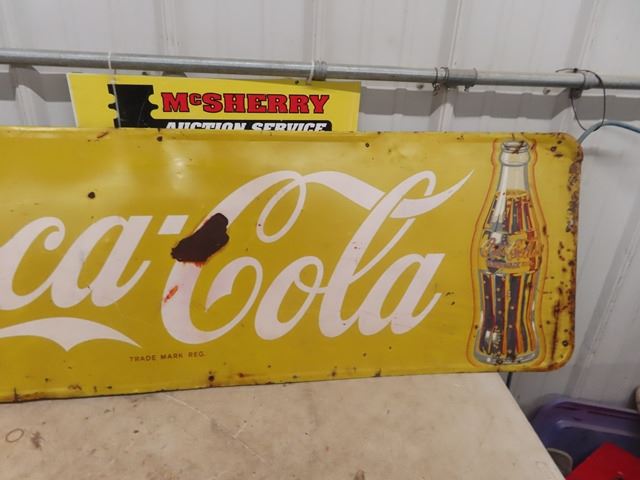 McSHERRY
AUCTION SERVICE
ca-Cola
TRADE MARK REG.